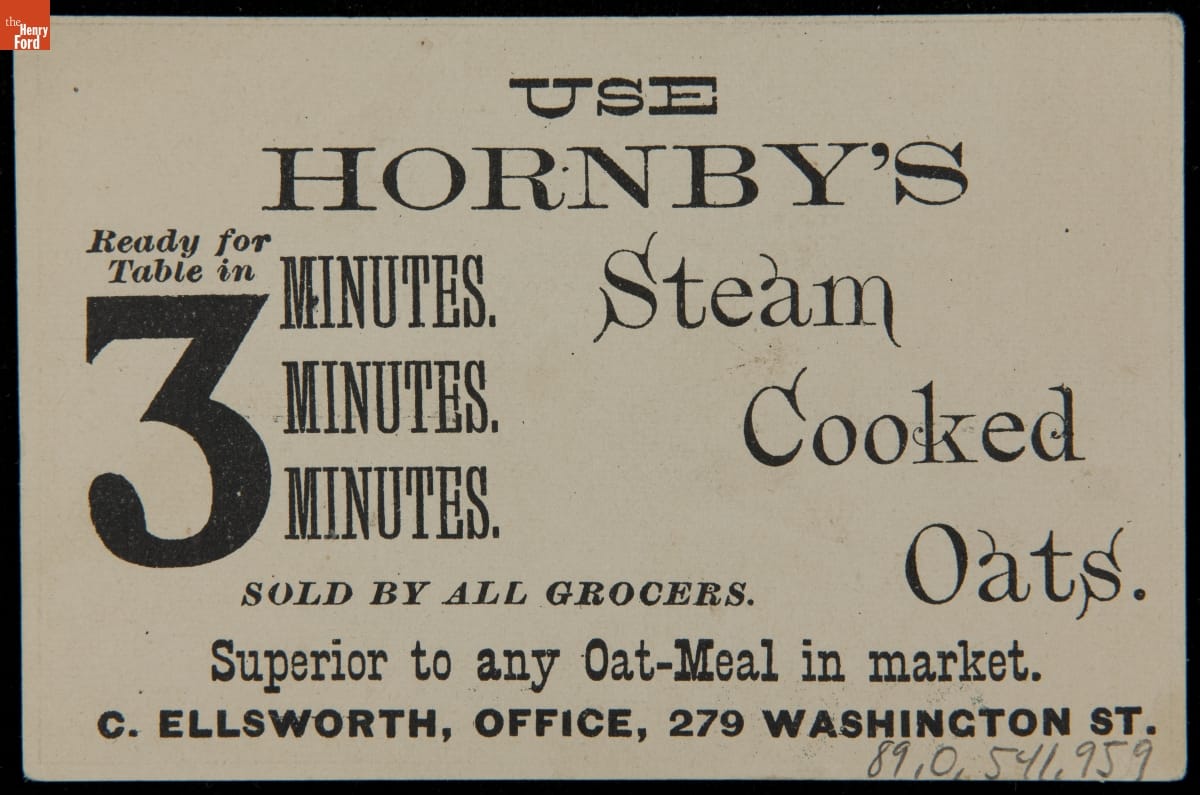 the
Henry
Ford
USE
HORNBY'S
Ready for
Table in
3
MINUTES.
MINUTES.
MINUTES.
Steam
Cooked
Oats.
SOLD BY ALL GROCERS.
Superior to any Oat-Meal in market.
C. ELLSWORTH, OFFICE, 279 WASHINGTON ST.
89.0.541.959